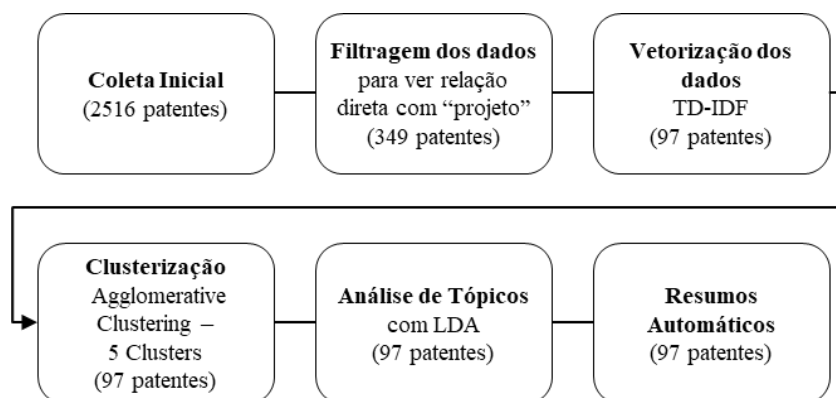 Coleta Inicial
(2516 patentes)
Filtragem dos dados
para ver relação
direta com “projeto”
(349 patentes)
Vetorização dos
dados
TD-IDF
(97 patentes)
Clusterização
Agglomerative
Clustering –
5 Clusters
(97 patentes)
Análise de Tópicos
com LDA
(97 patentes)
Resumos
Automáticos
(97 patentes)